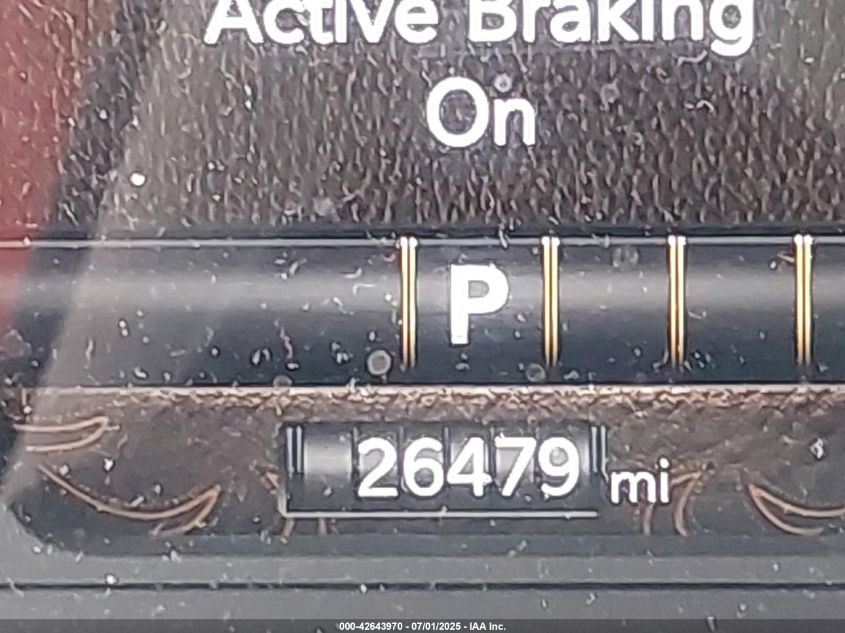 Active Braking
On
P
26479 mi
000-42643970 - 07/01/2025 - IAA Inc.